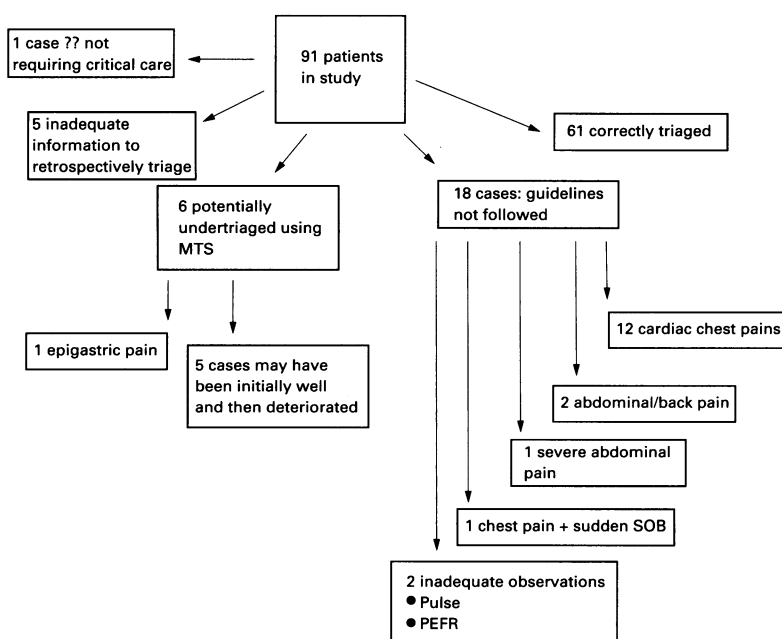 1 case ?? not
requiring critical care
91 patients
in study
5 inadequate
information to
retrospectively triage
61 correctly triaged
6 potentially
undertriaged using
MTS
18 cases: guidelines
not followed
1 epigastric pain
5 cases may have
been initially well
and then deteriorated
12 cardiac chest pains
2 abdominal/back pain
1 severe abdominal
pain
1 chest pain + sudden SOB
2 inadequate observations
● Pulse
● PEFR